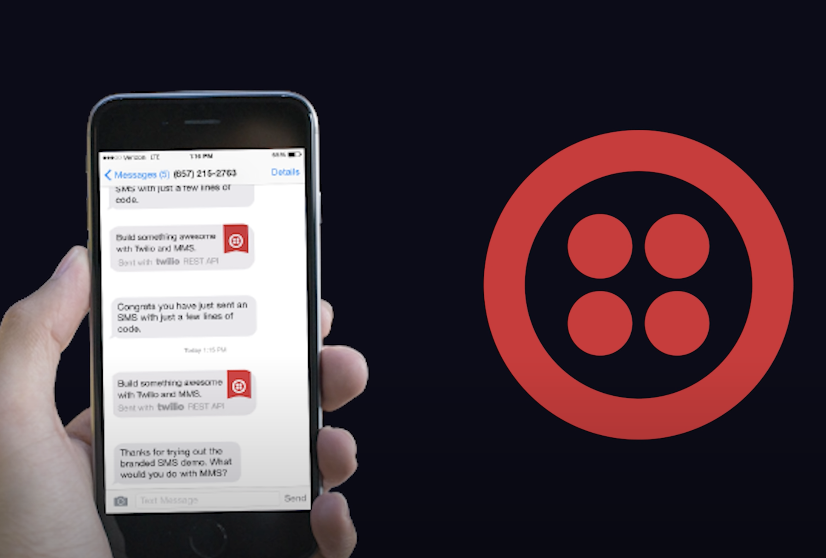 Verizon LTE 1:16 PM
Messages (5) (657) 215-2763 Details
SMS with just a few lines of
code.
Build something awesome
with Twilio and MMS.
Sent with twilio REST API
Congrats you have just sent an
SMS with just a few lines of
code.
Today 1:15 PM
Build something awesome
with Twilio and MMS.
Sent with twilio REST API
Thanks for trying out the
branded SMS demo. What
would you do with MMS?
Text Message Send